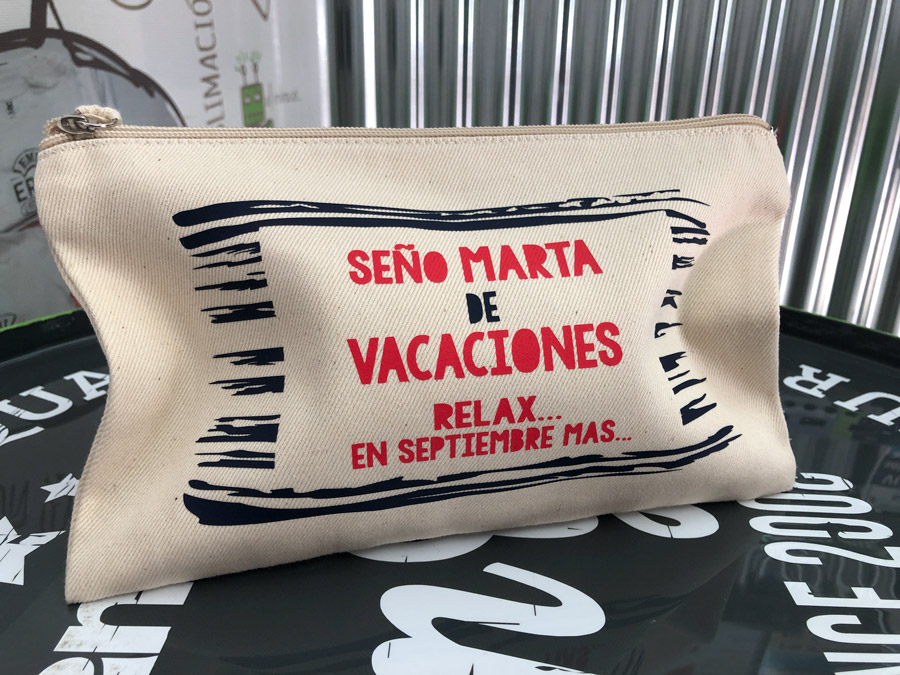 SEÑO MARTA
DE
VACACIONES
RELAX...
EN SEPTIEMBRE MAS...